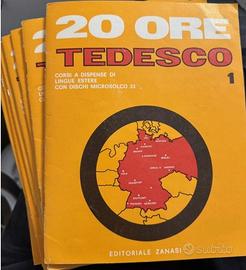 20 ORE
TEDESCO
CORSI A DISPENSE DI
LINGUE ESTERE
CON DISCHI MICROSOLCO 33
1
EDITORIALE ZANASI
subito